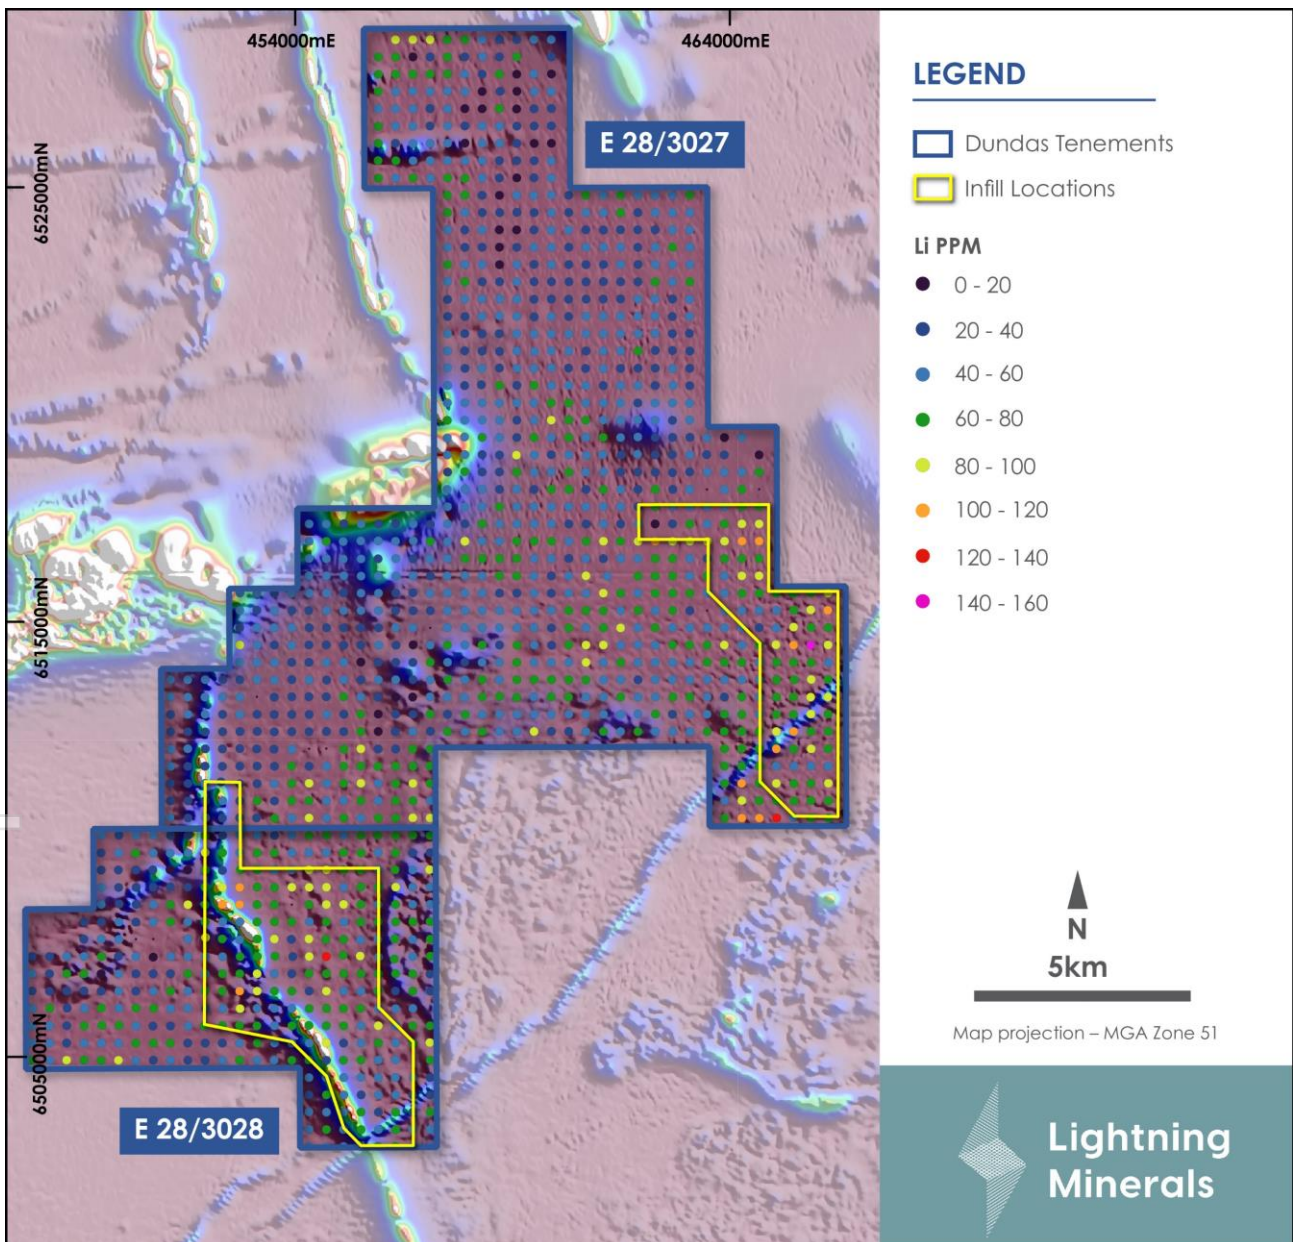 454000mE
464000mE
E 28/3027
6525000mN
6515000mN
6505000mN
E 28/3028
LEGEND
Dundas Tenements
Infill Locations
Li PPM
0 - 20
20 - 40
40 - 60
60 - 80
80 - 100
100 - 120
120 - 140
140 - 160
N
5km
Map projection – MGA Zone 51
Lightning
Minerals